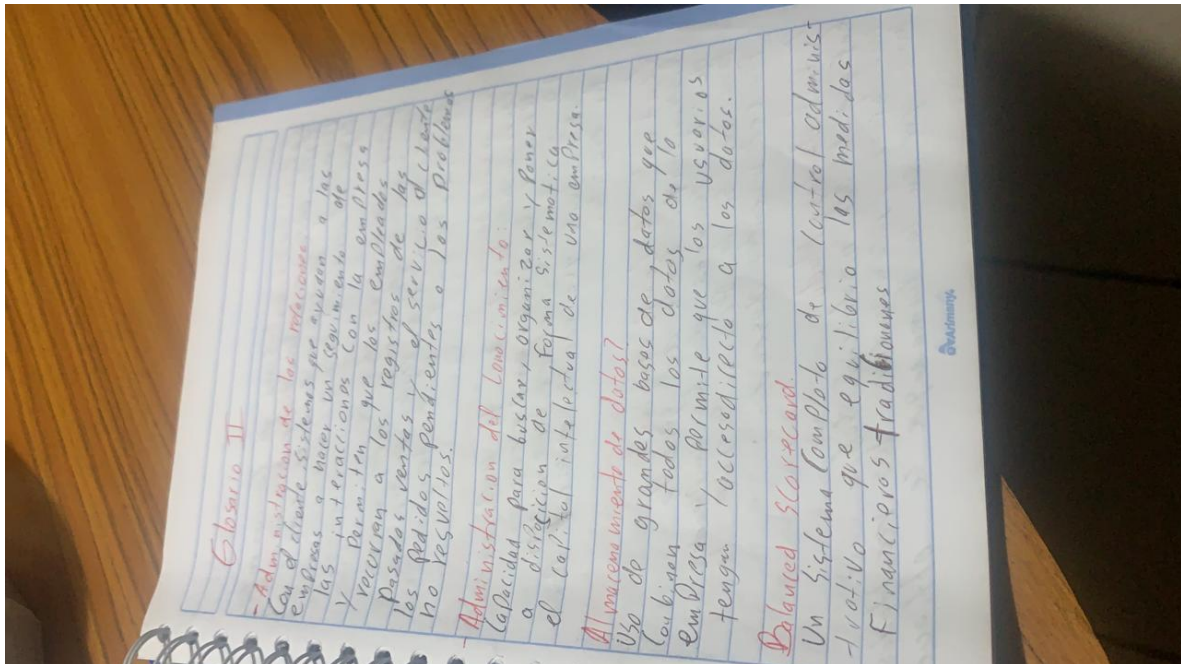 Glosario II
- Administracion de las relaciones
Con el cliente sistemas que ayudan a las
empresas a hacer un seguimiento de
las interacciones con la empresa
y Permiten que los empleados
recurran a los registros de las
Pasadas ventas y el servicio al cliente
los Pedidos pendientes o los problemas
no resueltos.
- Administracion del Conocimiento:
Capacidad para buscar, organizar y Poner
a disposicion de Forma sistematica
el capital intelectual de una empresa.
Almacenamiento de datos?
Uso de grandes bases de datos que
Combinan todos los datos de la
empresa y permite que los usuarios
tengan acceso directo a los datos.
Balanced scorecard
Un sistema Completo de control adminis-
trativo que equilibria las medidas
Financieros tradicionales